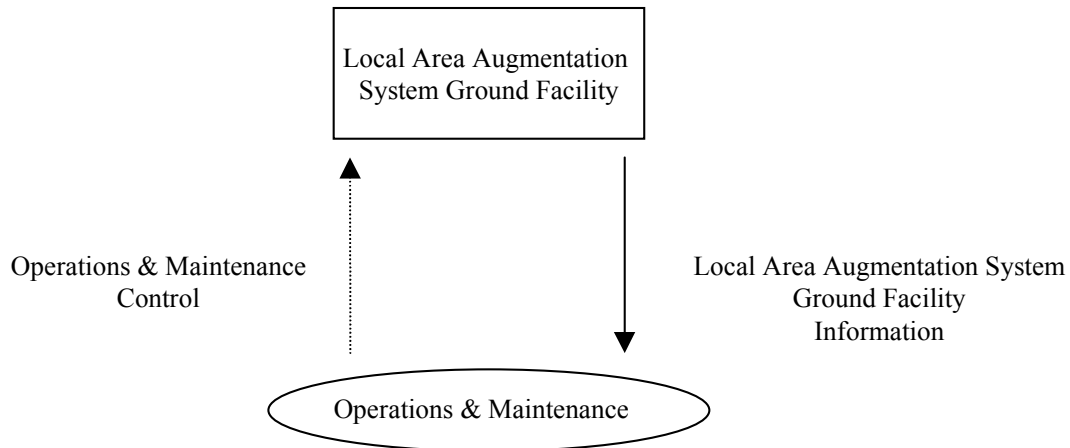 Local Area Augmentation
System Ground Facility
Operations & Maintenance
Control
Local Area Augmentation System
Ground Facility
Information
Operations & Maintenance